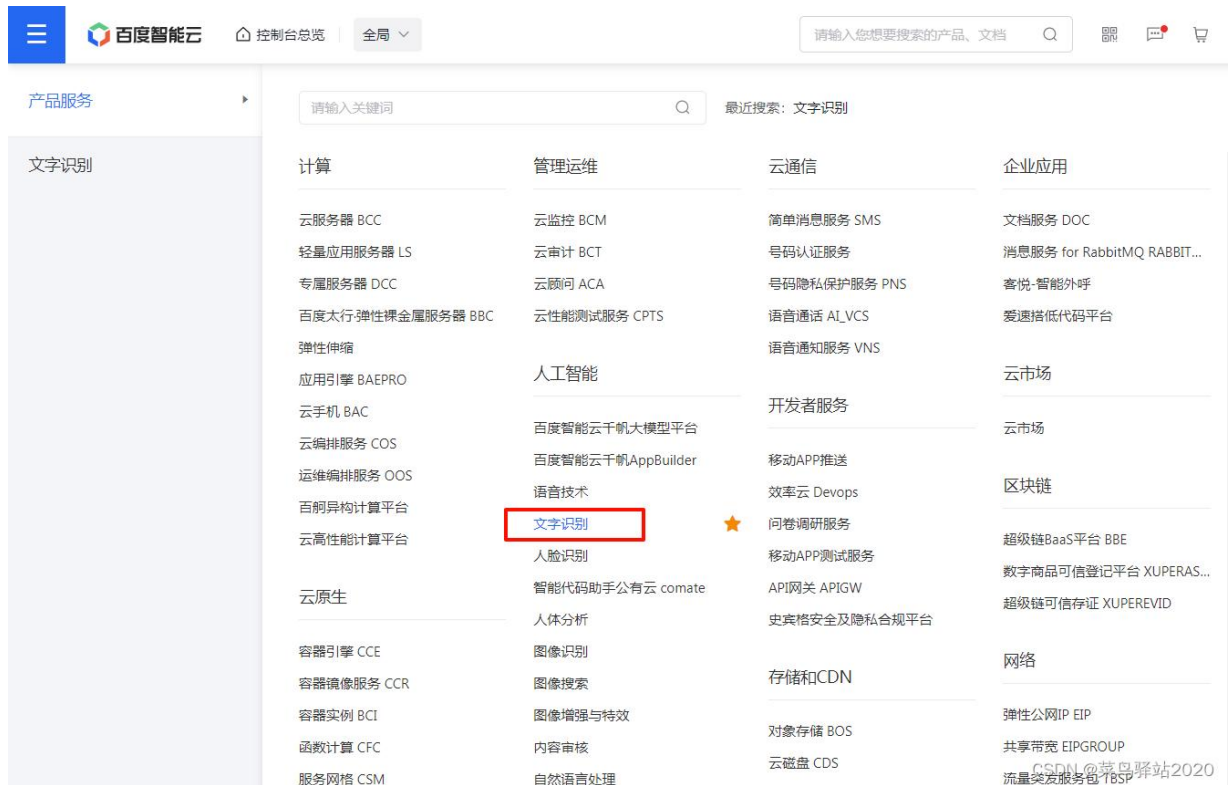 百度智能云
控制台总览
全局
请输入您想要搜索的产品、文档
产品服务
文字识别
请输入关键词
最近搜索：文字识别
计算
云服务器 BCC
轻量应用服务器 LS
专属服务器 DCC
百度太行·弹性裸金属服务器 BBC
弹性伸缩
应用引擎 BAEPRO
云手机 BAC
云编排服务 COS
运维编排服务 OOS
百舸异构计算平台
云高性能计算平台
云原生
容器引擎 CCE
容器镜像服务 CCR
容器实例 BCI
函数计算 CFC
服务网格 CSM
管理运维
云监控 BCM
云审计 BCT
云顾问 ACA
云性能测试服务 CPTS
人工智能
百度智能云千帆大模型平台
百度智能云千帆AppBuilder
语音技术
文字识别
人脸识别
智能代码助手公有云 comate
人体分析
图像识别
图像搜索
图像增强与特效
内容审核
自然语言处理
云通信
简单消息服务 SMS
号码认证服务
号码隐私保护服务 PNS
语音通话 AI_VCS
语音通知服务 VNS
开发者服务
移动APP推送
效率云 Devops
问卷调研服务
移动APP测试服务
API网关 APIGW
史宾格安全及隐私合规平台
存储和CDN
对象存储 BOS
云磁盘 CDS
企业应用
文档服务 DOC
消息服务 for RabbitMQ RABBIT...
客悦-智能外呼
爱速搭低代码平台
云市场
云市场
区块链
超级链BaaS平台 BBE
数字商品可信登记平台 XUPERAS...
超级链可信存证 XUPEREVID
网络
弹性公网IP EIP
共享带宽 EIPGROUP
流量突发服务包 TBSP
CSDN @菜鸟驿站2020